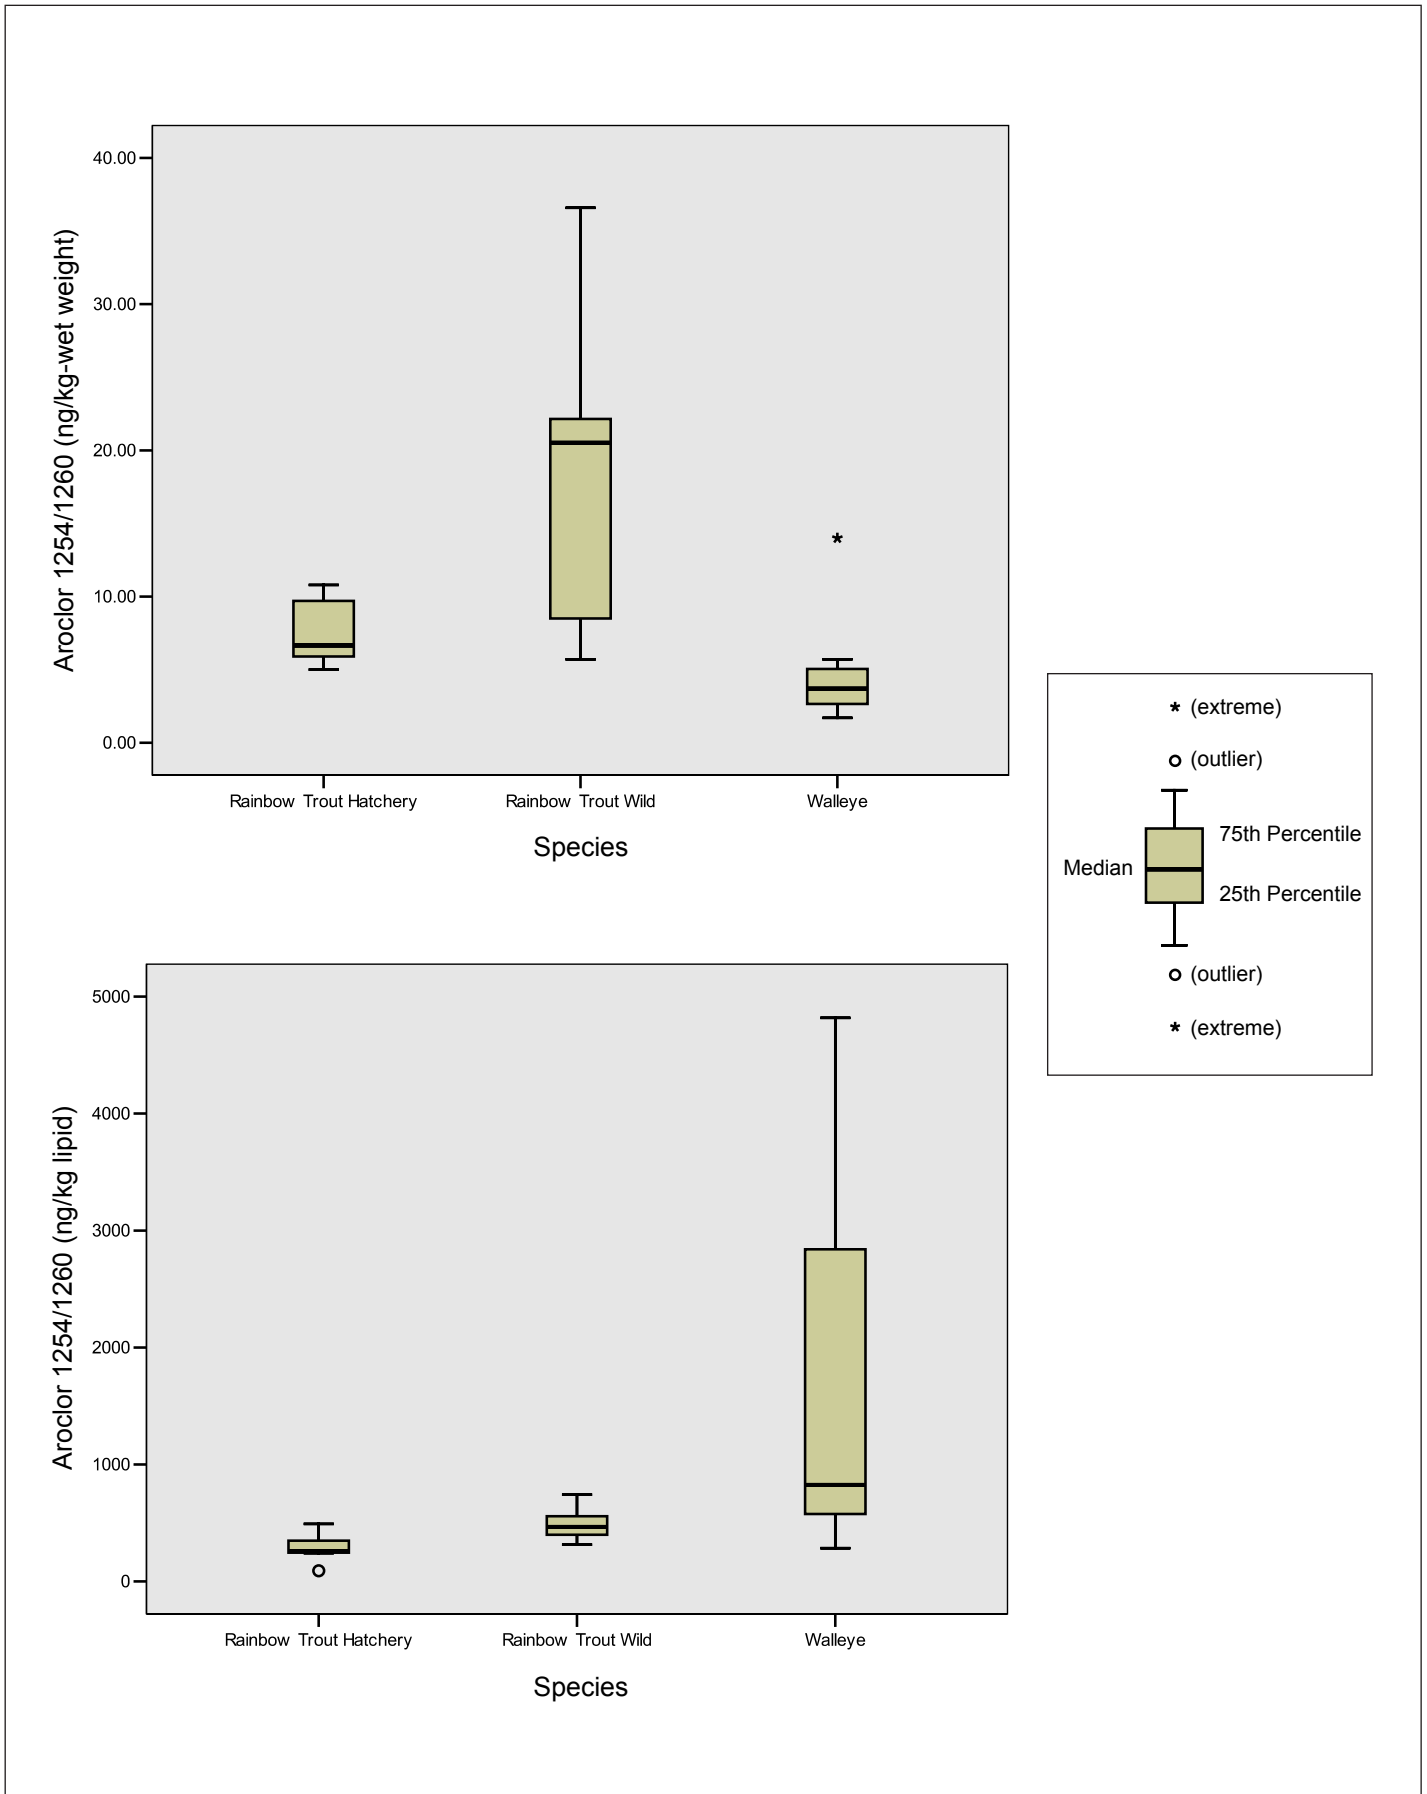 Aroclor 1254/1260 (ng/kg-wet weight)
40.00
30.00
20.00
10.00
0.00
Rainbow Trout Hatchery
Rainbow Trout Wild
Walleye
Species
* (extreme)
(outlier)
75th Percentile
Median
25th Percentile
(outlier)
* (extreme)
Aroclor 1254/1260 (ng/kg lipid)
5000
4000
3000
2000
1000
0
Rainbow Trout Hatchery
Rainbow Trout Wild
Walleye
Species